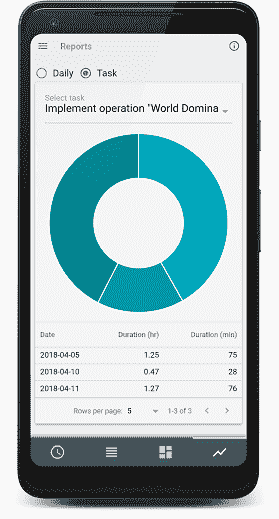 Reports
Daily Task
Select task
Implement operation "World Domina
Date Duration (hr) Duration (min)
2018-04-05 1.25 75
2018-04-10 0.47 28
2018-04-11 1.27 76
Rows per page: 5 1-3 of 3